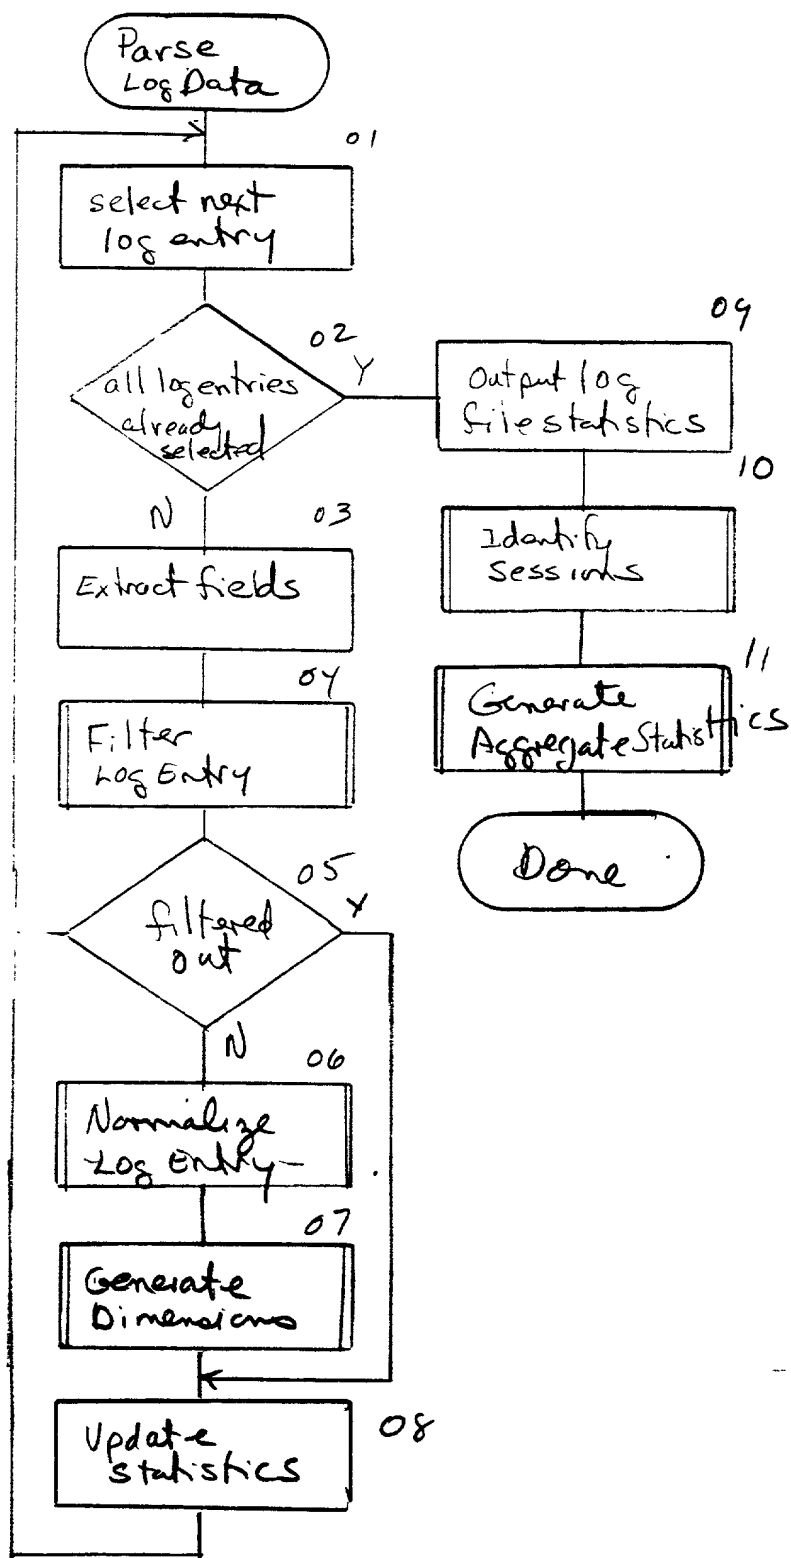 Parse
Log Data
01
select next
log entry
02
all log entries
already
selected
Y
N
03
Extract fields
04
Filter
Log Entry
05
filtered
out
Y
N
06
Normalize
Log Entry
07
Generate
Dimensions
08
Update
statistics
09
Output log
file statistics
10
Identify
sessions
11
Generate
Aggregate Statistics
Done